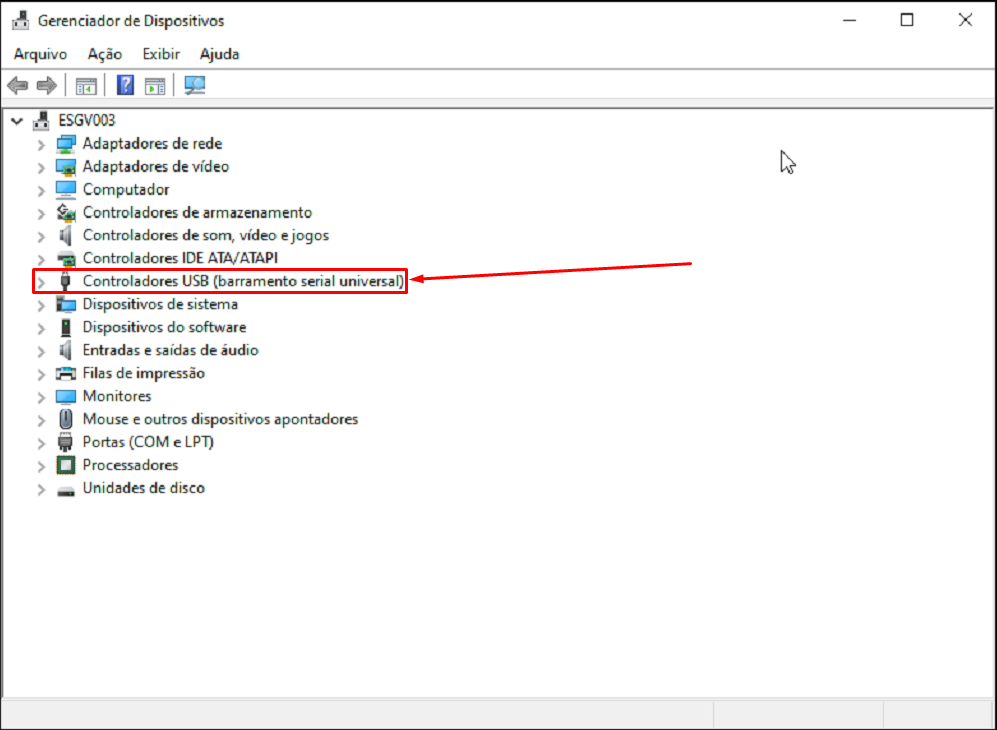 Gerenciador de Dispositivos
Arquivo Ação Exibir Ajuda
ESGV003
Adaptadores de rede
Adaptadores de vídeo
Computador
Controladores de armazenamento
Controladores de som, vídeo e jogos
Controladores IDE ATA/ATAPI
Controladores USB (barramento serial universal)
Dispositivos de sistema
Dispositivos do software
Entradas e saídas de áudio
Filas de impressão
Monitores
Mouse e outros dispositivos apontadores
Portas (COM e LPT)
Processadores
Unidades de disco